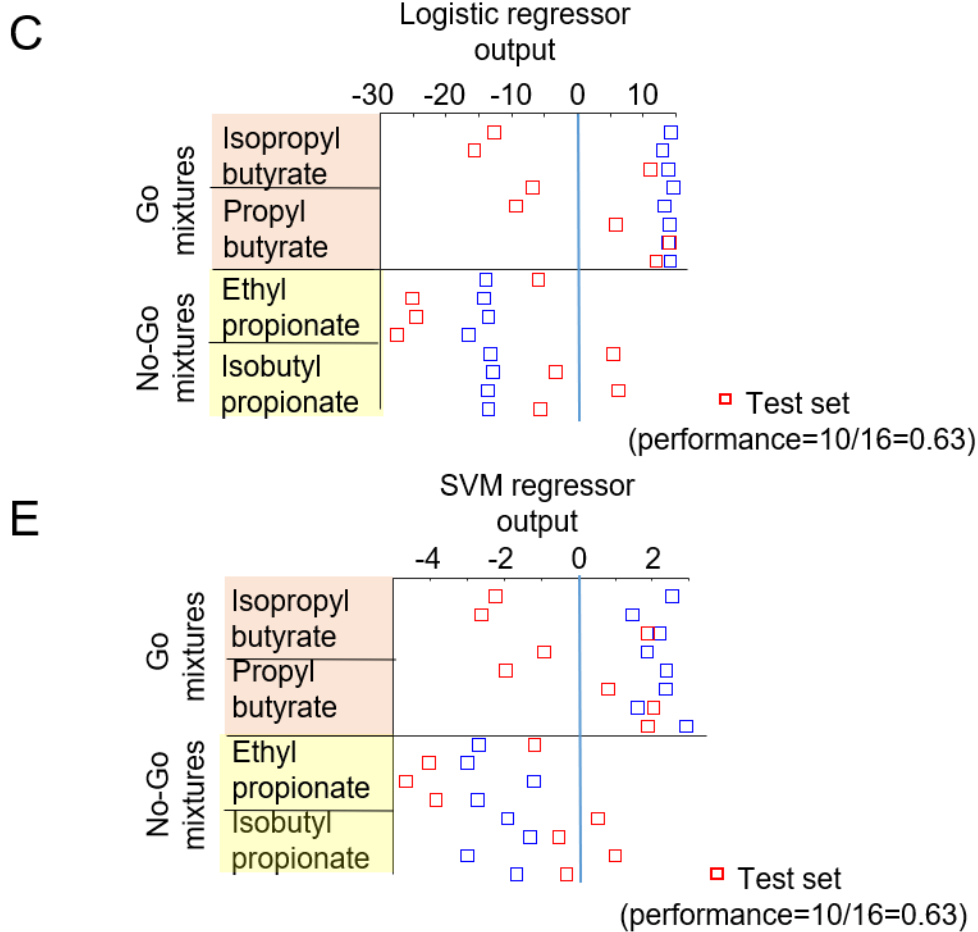 C
Logistic regressor
output
-30 -20 -10 0 10
Go
mixtures
Isopropyl
butyrate
Propyl
butyrate
No-Go
mixtures
Ethyl
propionate
Isobutyl
propionate
Test set
(performance=10/16=0.63)
E
SVM regressor
output
-4 -2 0 2
Go
mixtures
Isopropyl
butyrate
Propyl
butyrate
No-Go
mixtures
Ethyl
propionate
Isobutyl
propionate
Test set
(performance=10/16=0.63)